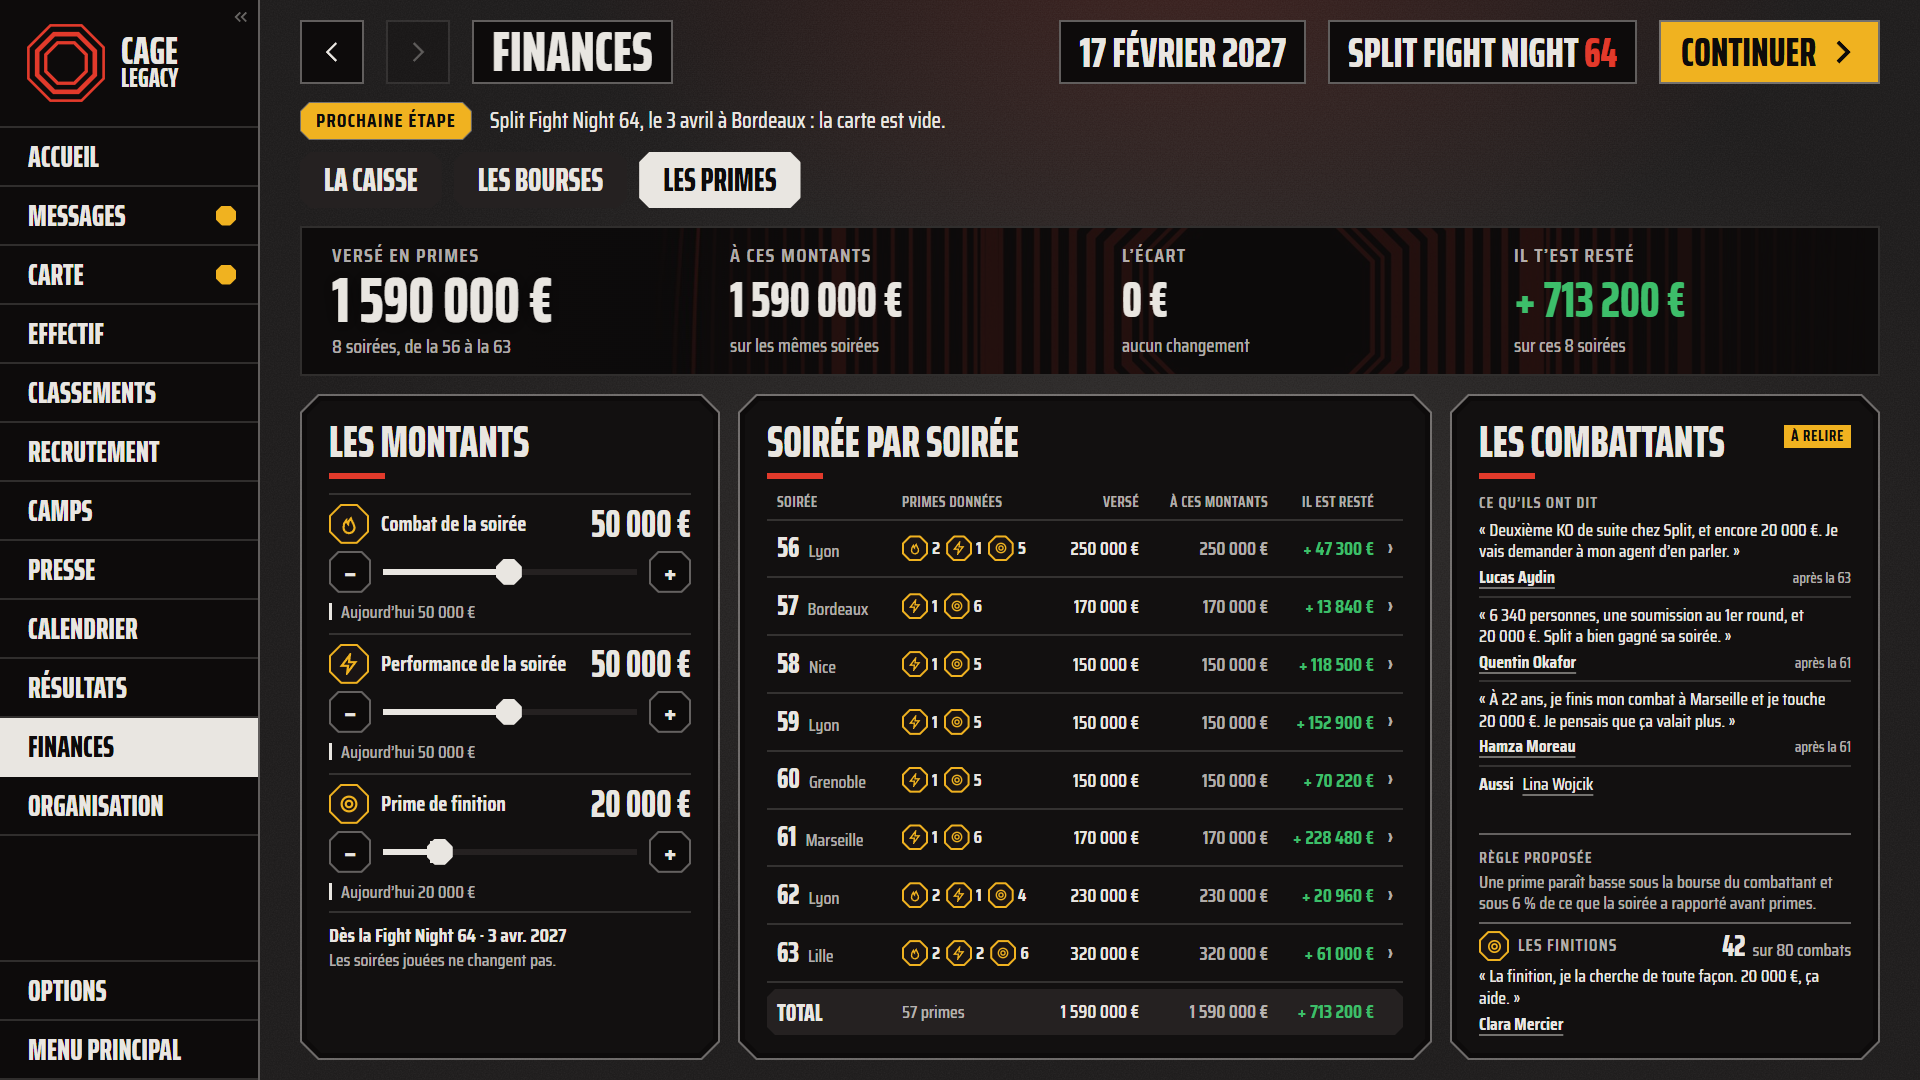 CAGE
LEGACY
«
ACCUEIL
MESSAGES
CARTE
EFFECTIF
CLASSEMENTS
RECRUTEMENT
CAMPS
PRESSE
CALENDRIER
RÉSULTATS
FINANCES
ORGANISATION
OPTIONS
MENU PRINCIPAL
FINANCES
17 FÉVRIER 2027
SPLIT FIGHT NIGHT 64
CONTINUER
PROCHAINE ÉTAPE Split Fight Night 64, le 3 avril à Bordeaux : la carte est vide.
LA CAISSE LES BOURSES LES PRIMES
VERSÉ EN PRIMES
1 590 000 €
8 soirées, de la 56 à la 63
À CES MONTANTS
1 590 000 €
sur les mêmes soirées
L'ÉCART
0 €
aucun changement
IL T'EST RESTÉ
+ 713 200 €
sur ces 8 soirées
LES MONTANTS
Combat de la soirée 50 000 €
− +
Aujourd'hui 50 000 €
Performance de la soirée 50 000 €
− +
Aujourd'hui 50 000 €
Prime de finition 20 000 €
− +
Aujourd'hui 20 000 €
Dès la Fight Night 64 · 3 avr. 2027
Les soirées jouées ne changent pas.
SOIRÉE PAR SOIRÉE
SOIRÉE PRIMES DONNÉES VERSÉ À CES MONTANTS IL EST RESTÉ
56 Lyon 2 1 5 250 000 € 250 000 € + 47 300 € ›
57 Bordeaux 1 6 170 000 € 170 000 € + 13 840 € ›
58 Nice 1 5 150 000 € 150 000 € + 118 500 € ›
59 Lyon 1 5 150 000 € 150 000 € + 152 900 € ›
60 Grenoble 1 5 150 000 € 150 000 € + 70 220 € ›
61 Marseille 1 6 170 000 € 170 000 € + 228 480 € ›
62 Lyon 2 1 4 230 000 € 230 000 € + 20 960 € ›
63 Lille 2 2 6 320 000 € 320 000 € + 61 000 € ›
TOTAL 57 primes 1 590 000 € 1 590 000 € + 713 200 €
LES COMBATTANTS
À RELIRE
CE QU'ILS ONT DIT
« Deuxième KO de suite chez Split, et encore 20 000 €. Je
vais demander à mon agent d'en parler. »
Lucas Aydin après la 63
« 6 340 personnes, une soumission au 1er round, et
20 000 €. Split a bien gagné sa soirée. »
Quentin Okafor après la 61
« À 22 ans, je finis mon combat à Marseille et je touche
20 000 €. Je pensais que ça valait plus. »
Hamza Moreau après la 61
Aussi Lina Wojcik
RÈGLE PROPOSÉE
Une prime paraît basse sous la bourse du combattant et
sous 6 % de ce que la soirée a rapporté avant primes.
LES FINITIONS 42 sur 80 combats
« La finition, je la cherche de toute façon. 20 000 €, ça
aide. »
Clara Mercier